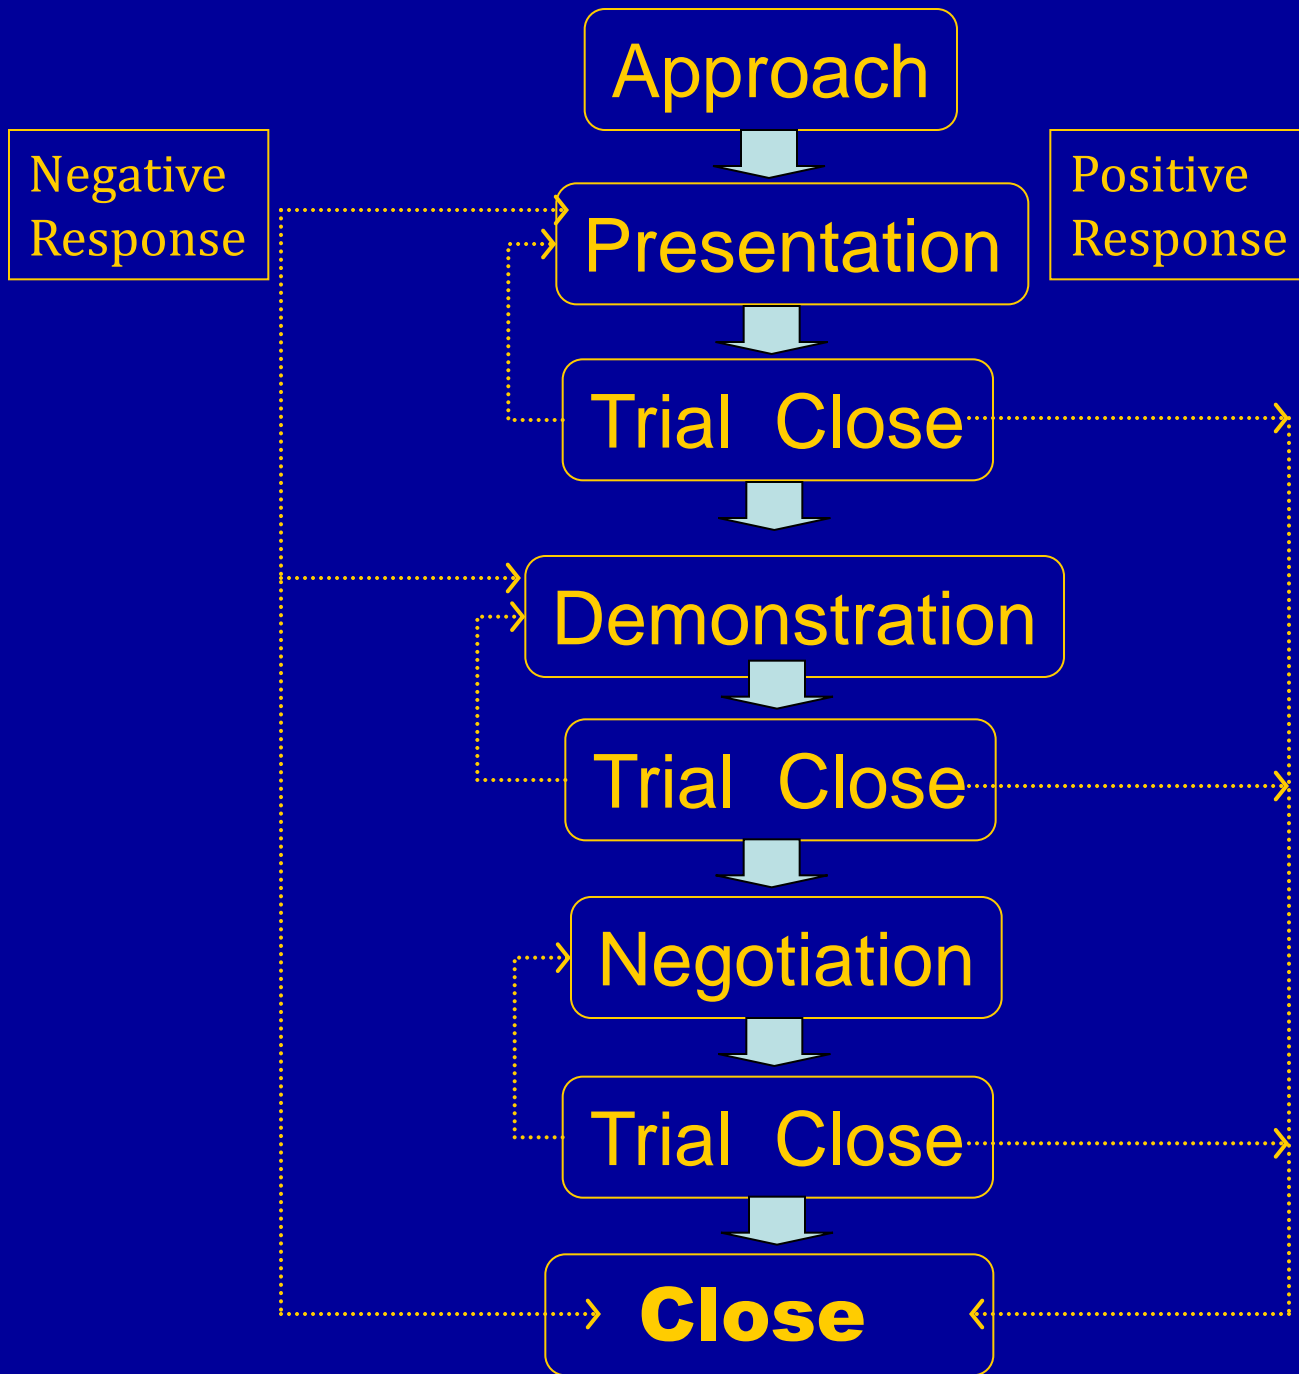 Approach
Negative
Response
Positive
Response
Presentation
Trial Close
Demonstration
Trial Close
Negotiation
Trial Close
Close